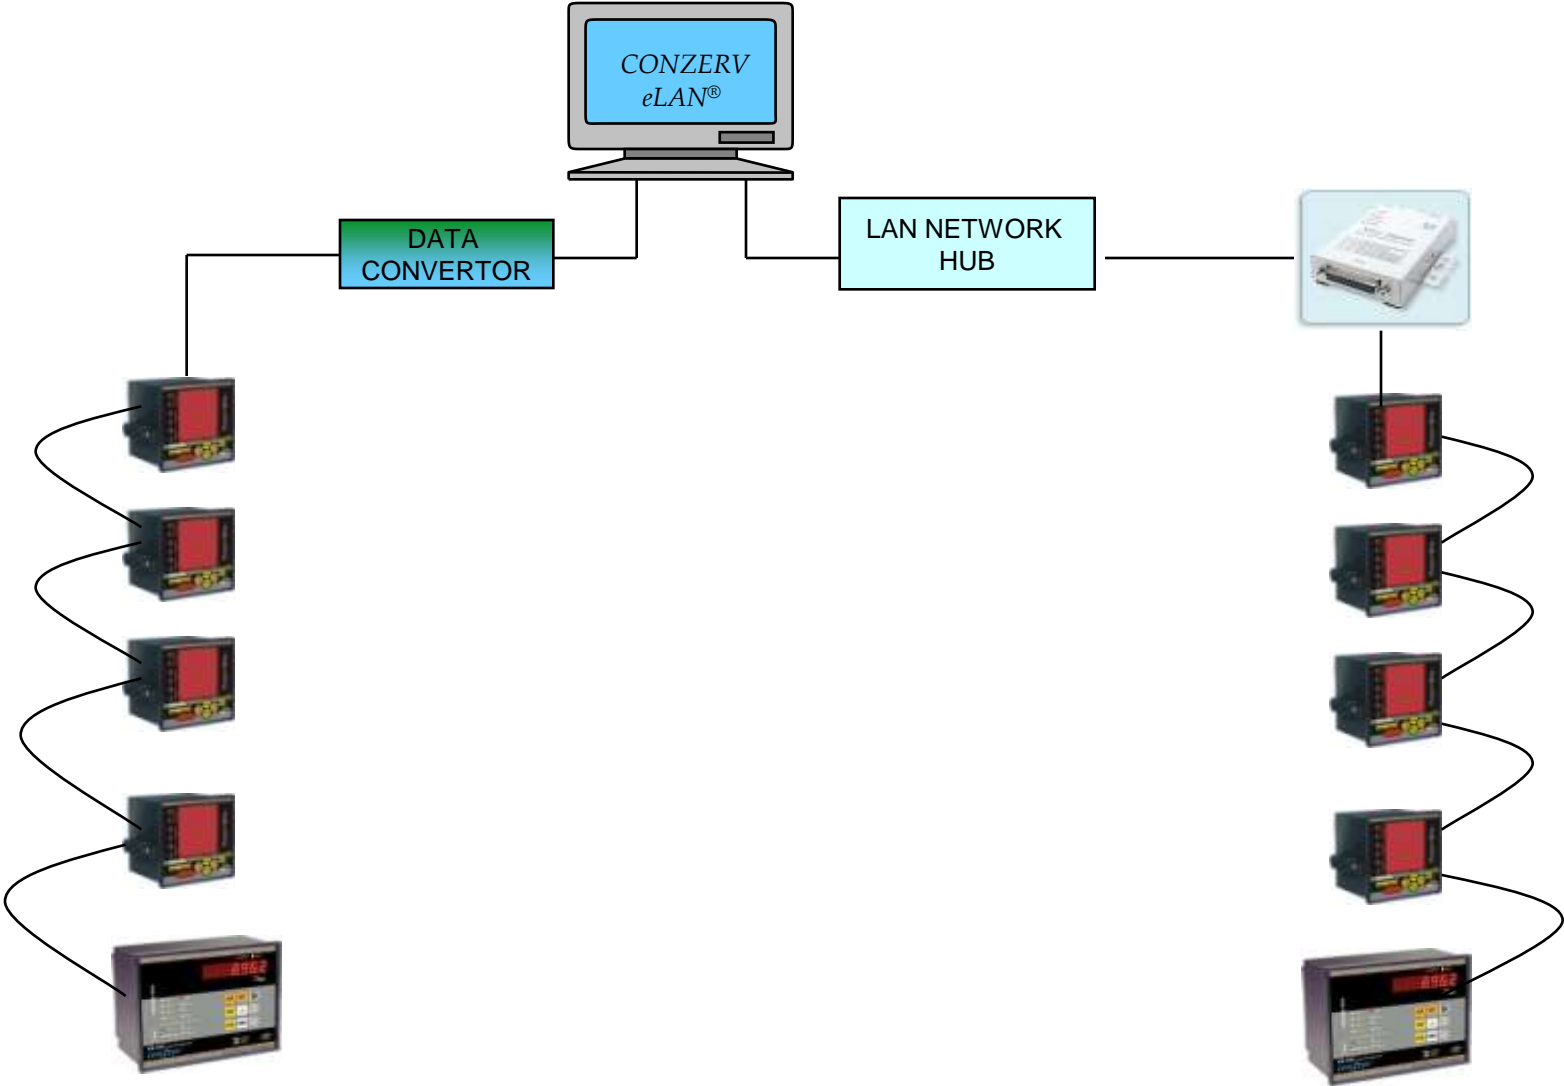 CONZERV
eLAN®
DATA
CONVERTOR
LAN NETWORK
HUB